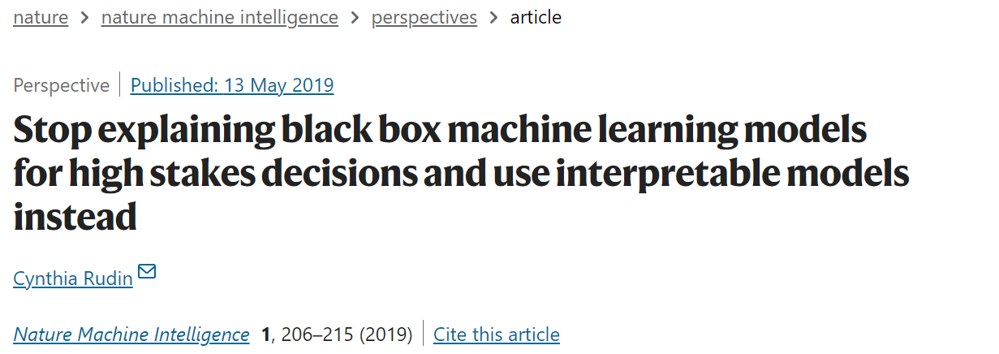 nature > nature machine intelligence > perspectives > article
Perspective | Published: 13 May 2019
Stop explaining black box machine learning models
for high stakes decisions and use interpretable models
instead
Cynthia Rudin
Nature Machine Intelligence 1, 206–215 (2019) | Cite this article